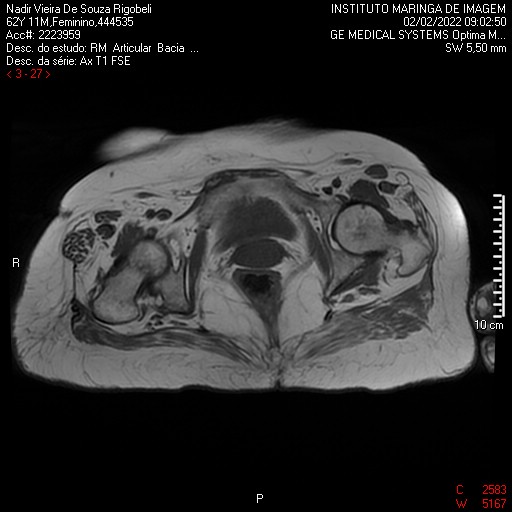 Nadir Vieira De Souza Rigobeli
62Y 11M,Feminino,444535
Acc#: 2223959
Desc. do estudo: RM Articular Bacia ...
Desc. da série: Ax T1 FSE
< 3 - 27 >
INSTITUTO MARINGA DE IMAGEM
02/02/2022 09:02:50
GE MEDICAL SYSTEMS Optima M...
SW 5,50 mm
R
10 cm
P
C 2583
W 5167